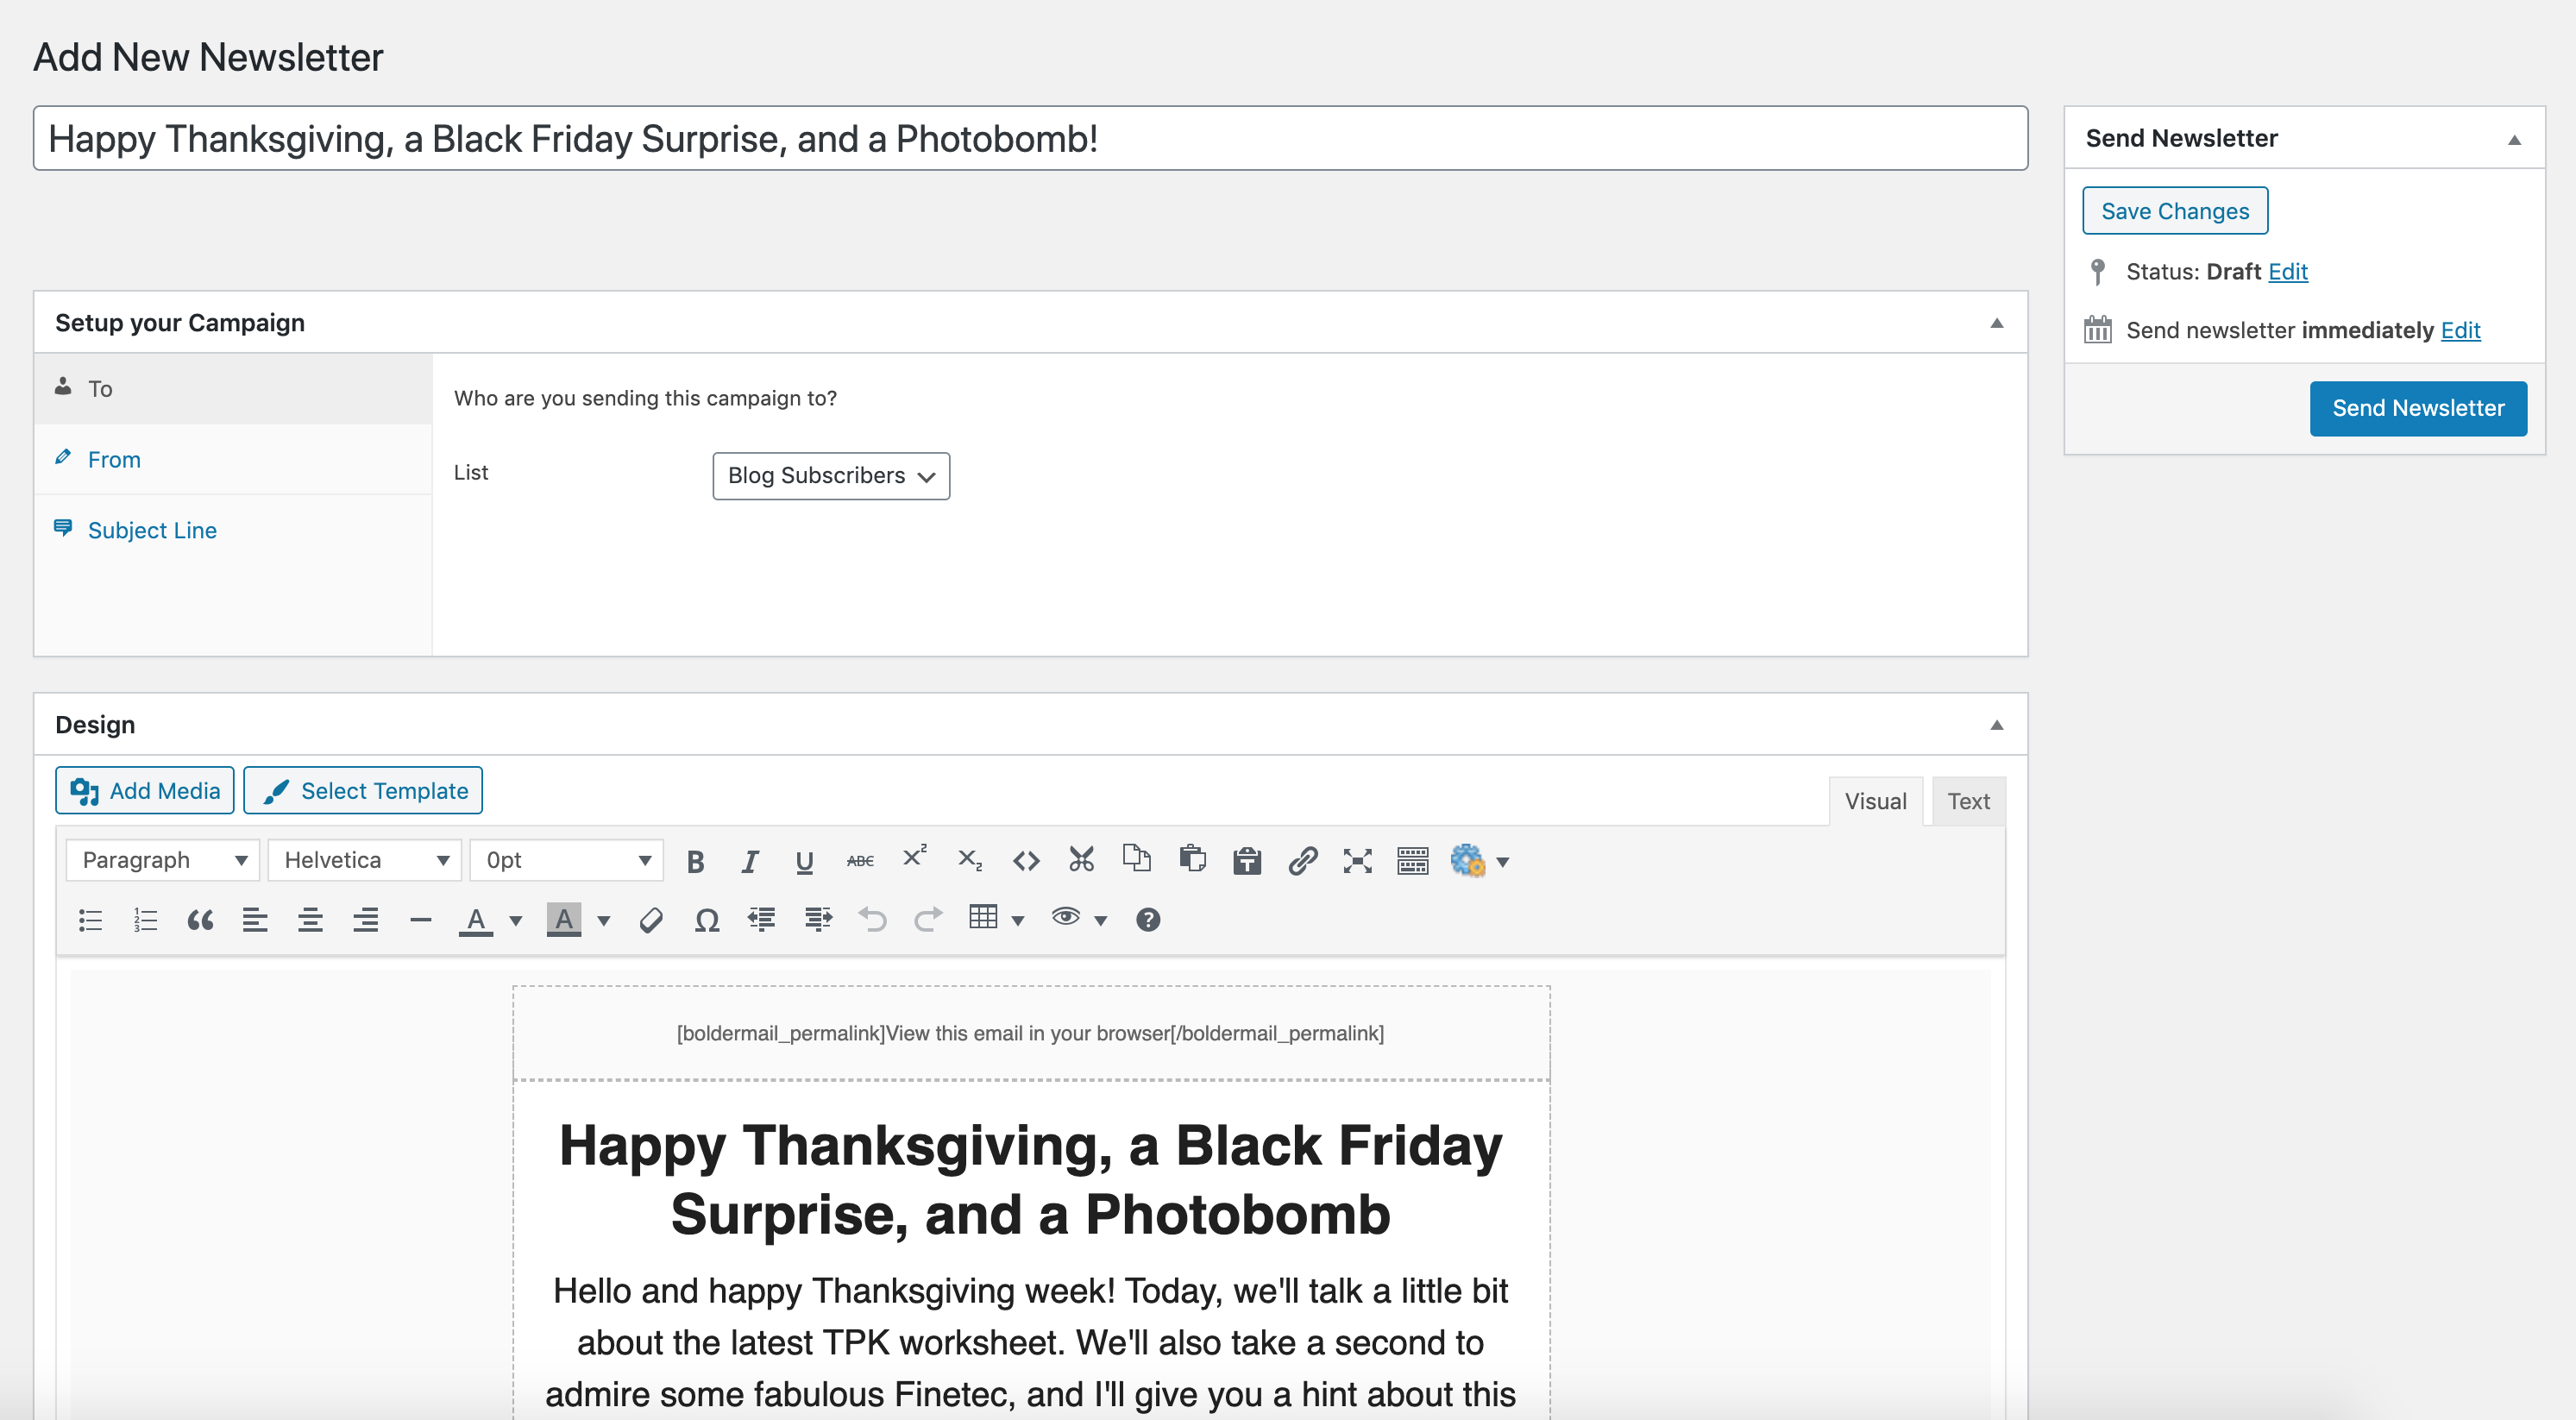 Add New Newsletter
Happy Thanksgiving, a Black Friday Surprise, and a Photobomb!
Send Newsletter
Save Changes
Status: Draft Edit
Send newsletter immediately Edit
Send Newsletter
Setup your Campaign
To
From
Subject Line
Who are you sending this campaign to?
List Blog Subscribers
Design
Add Media Select Template
Visual Text
Paragraph Helvetica 0pt B I U ABC X² X₂
A A Ω
[boldermail_permalink]View this email in your browser[/boldermail_permalink]
Happy Thanksgiving, a Black Friday
Surprise, and a Photobomb
Hello and happy Thanksgiving week! Today, we'll talk a little bit
about the latest TPK worksheet. We'll also take a second to
admire some fabulous Finetec, and I'll give you a hint about this